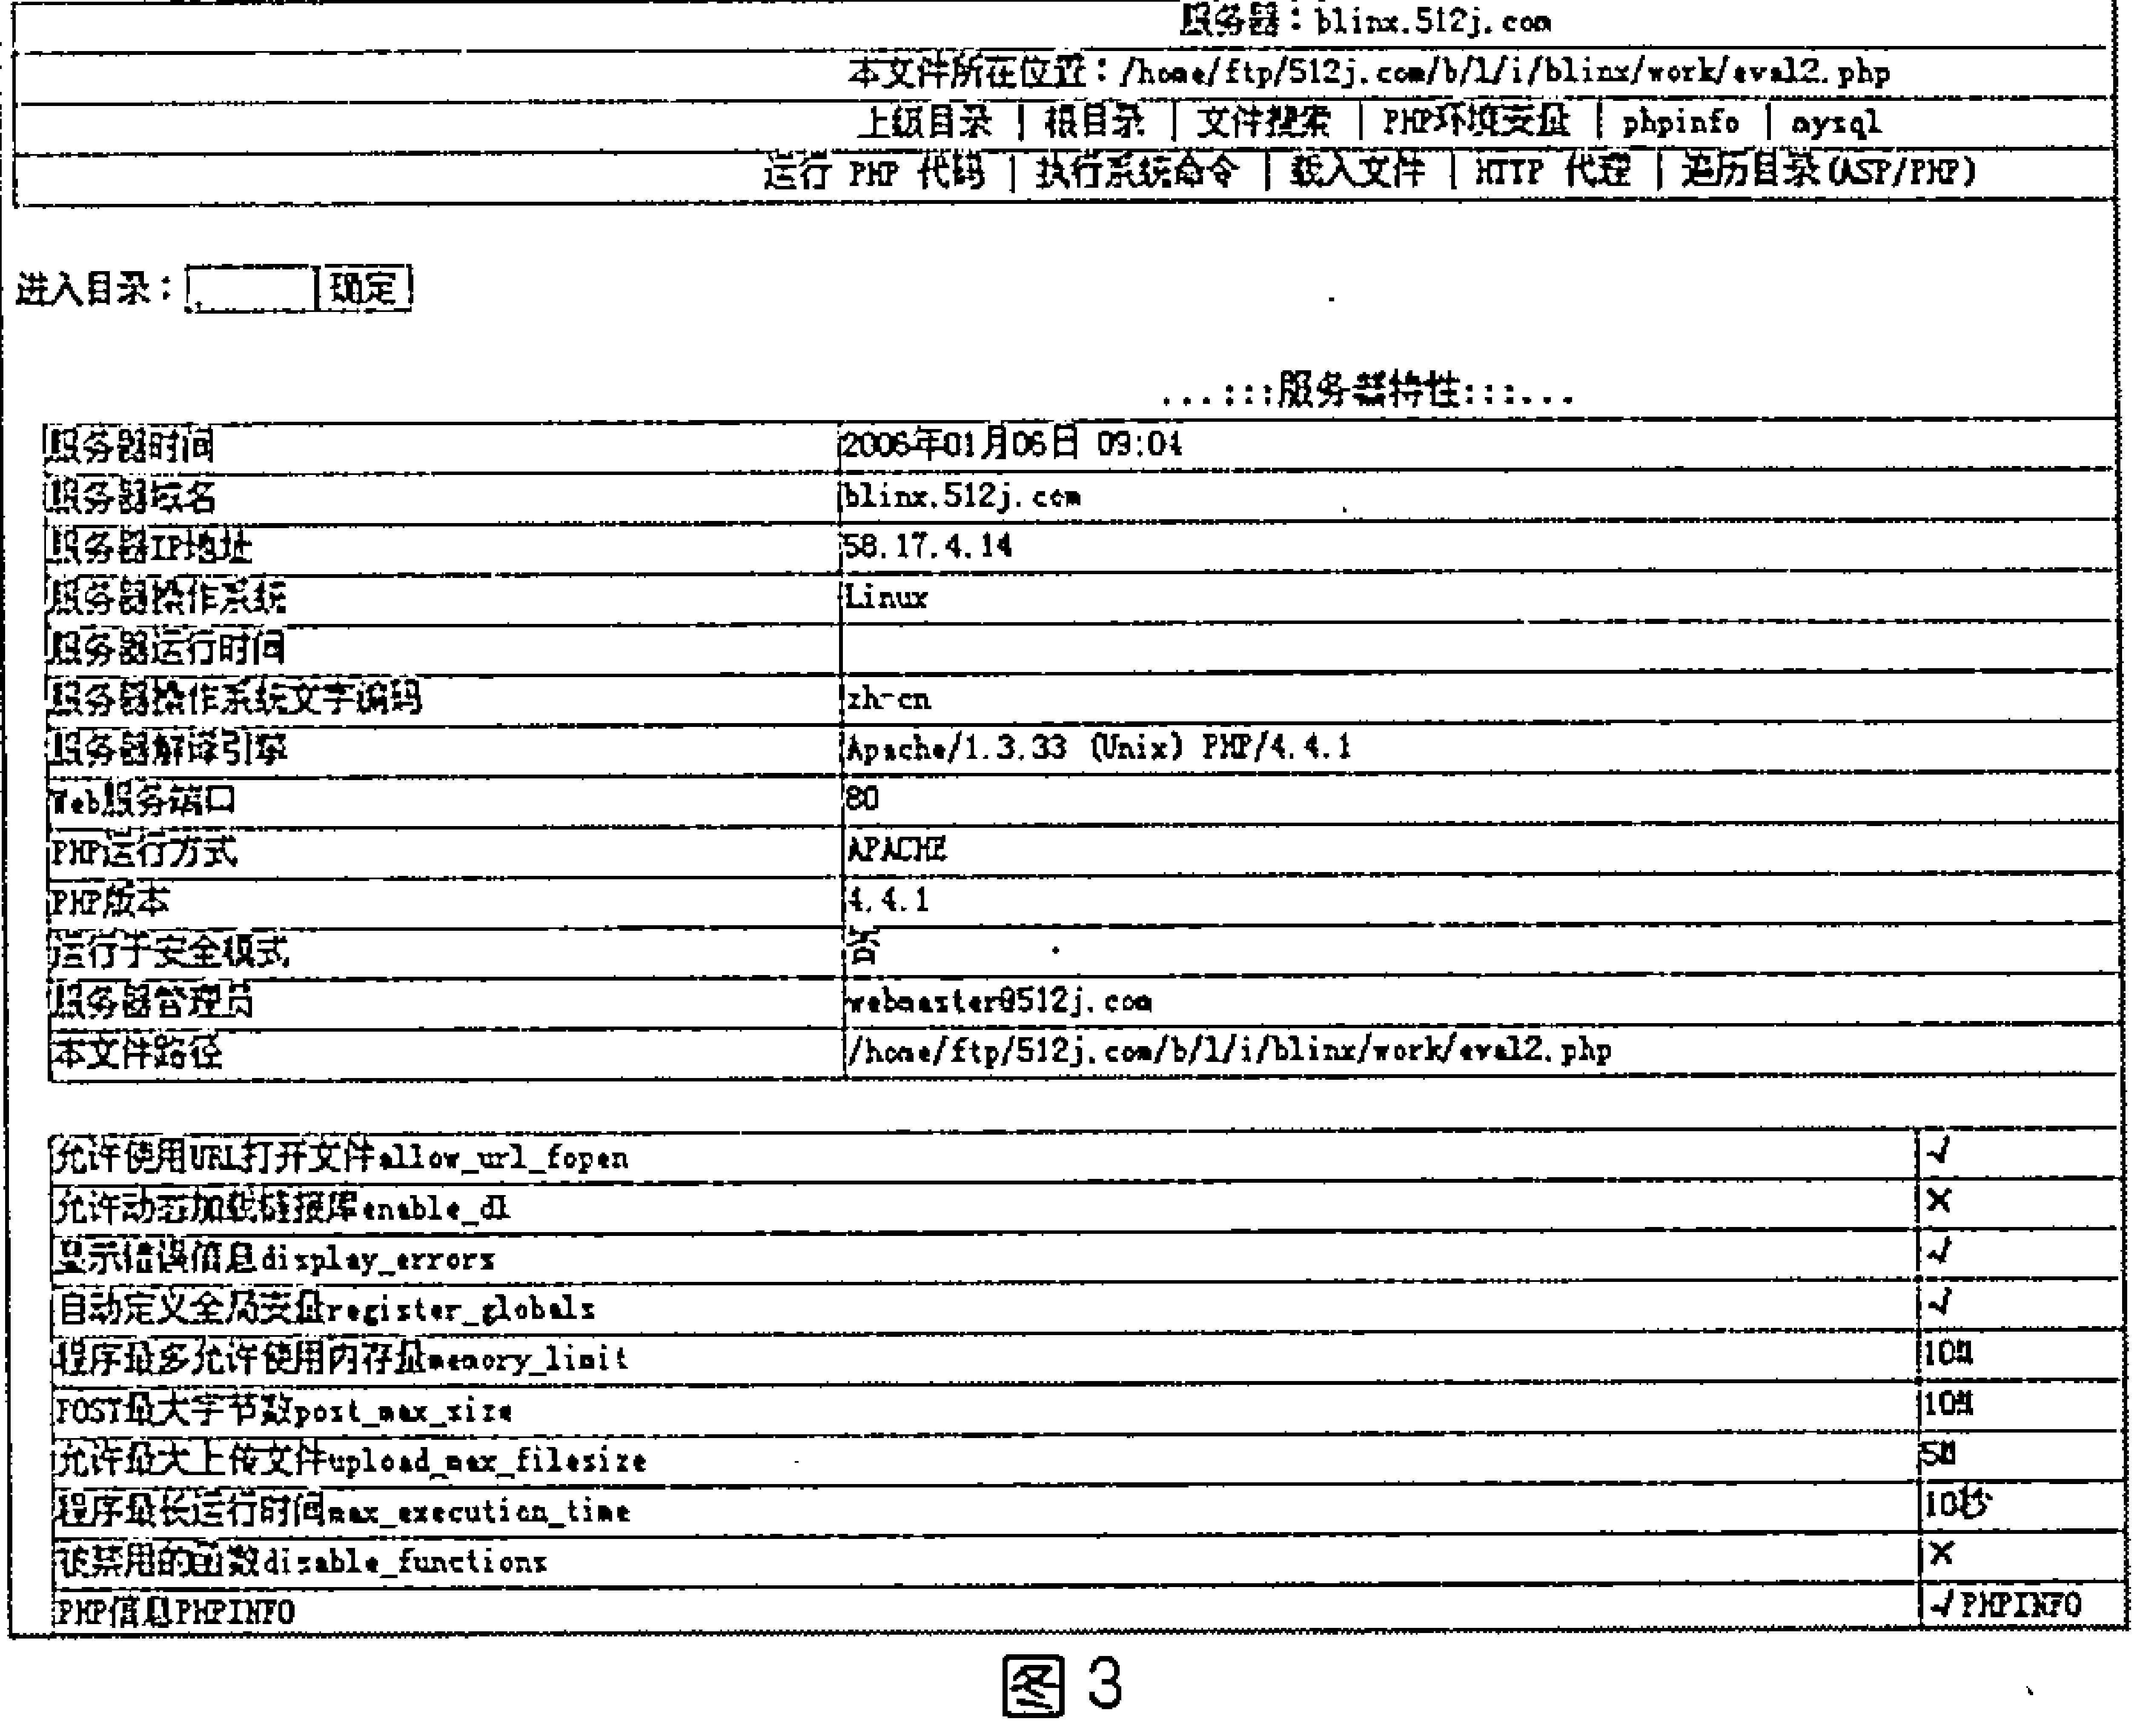 服务器：blinx.512j.com
本文件所在位置：/home/ftp/512j.com/b/l/i/blinx/work/eval2.php
上级目录 | 根目录 | 文件搜索 | PHP环境变量 | phpinfo | mysql
运行 PHP 代码 | 执行系统命令 | 载入文件 | HTTP 代理 | 遍历目录(ASP/PHP)
进入目录： 确定
...:::服务器特性:::...
服务器时间 2006年01月06日 09:04
服务器域名 blinx.512j.com
服务器IP地址 58.17.4.14
服务器操作系统 Linux
服务器运行时间
服务器操作系统文字编码 zh-cn
服务器解译引擎 Apache/1.3.33 (Unix) PHP/4.4.1
Web服务端口 80
PHP运行方式 APACHE
PHP版本 4.4.1
运行于安全模式
服务器管理员 webmaster@512j.com
本文件路径 /home/ftp/512j.com/b/l/i/blinx/work/eval2.php
允许使用URL打开文件allow_url_fopen √
允许动态加载链接库enable_dl ×
显示错误信息display_errors √
自动定义全局变量register_globals √
程序最多允许使用内存量memory_limit 10M
POST最大字节数post_max_size 10M
允许最大上传文件upload_max_filesize 5M
程序最长运行时间max_execution_time 10秒
被禁用的函数disable_functions ×
PHP信息PHPINFO √PHPINFO
图 3